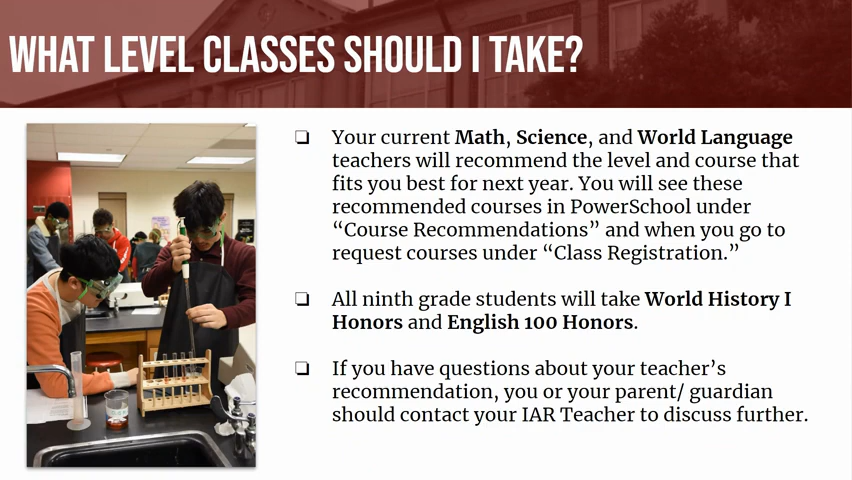 WHAT LEVEL CLASSES SHOULD I TAKE?
Your current Math, Science, and World Language
teachers will recommend the level and course that
fits you best for next year. You will see these
recommended courses in PowerSchool under
“Course Recommendations” and when you go to
request courses under “Class Registration.”
All ninth grade students will take World History I
Honors and English 100 Honors.
If you have questions about your teacher’s
recommendation, you or your parent/ guardian
should contact your IAR Teacher to discuss further.